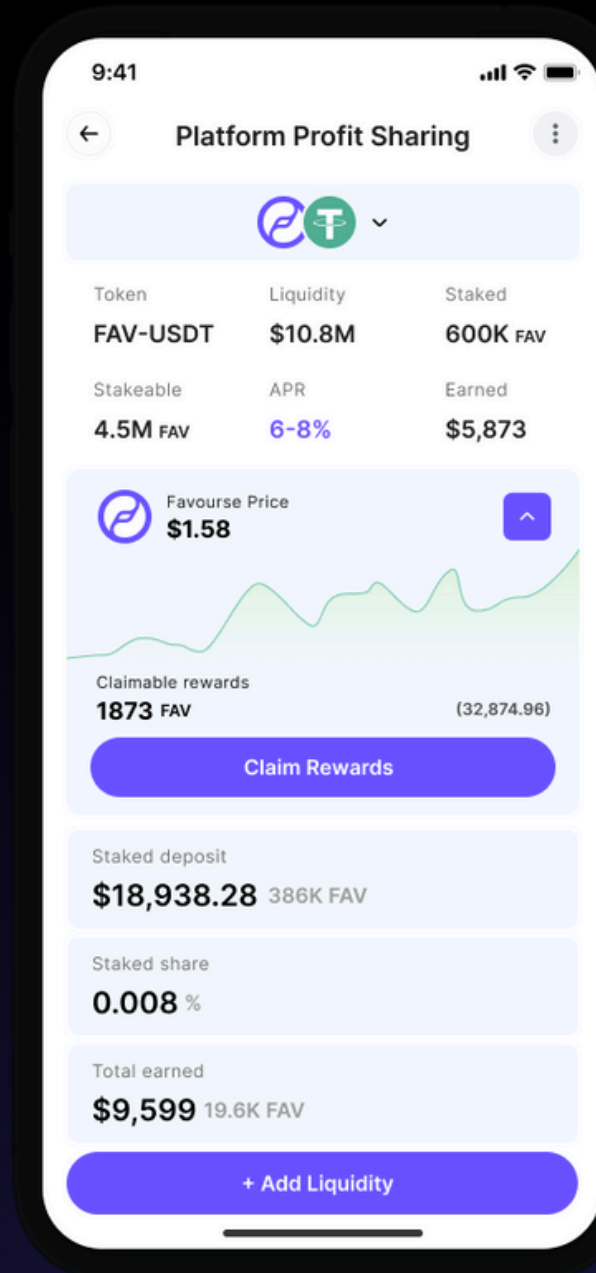 9:41
Platform Profit Sharing
Token Liquidity Staked
FAV-USDT $10.8M 600K FAV
Stakeable APR Earned
4.5M FAV 6-8% $5,873
Favourse Price
$1.58
Claimable rewards
1873 FAV (32,874.96)
Claim Rewards
Staked deposit
$18,938.28 386K FAV
Staked share
0.008 %
Total earned
$9,599 19.6K FAV
+ Add Liquidity